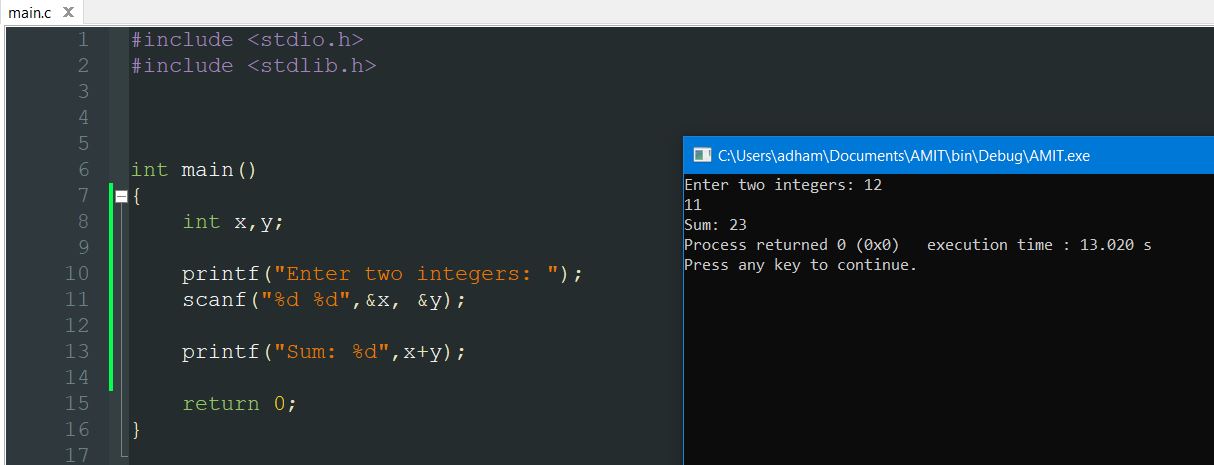 main.c X
1 #include <stdio.h>
2 #include <stdlib.h>
3
4
5
6 int main()
7 {
8     int x,y;
9
10     printf("Enter two integers: ");
11     scanf("%d %d",&x, &y);
12
13     printf("Sum: %d",x+y);
14
15     return 0;
16 }
17
C:\Users\adham\Documents\AMIT\bin\Debug\AMIT.exe
Enter two integers: 12
11
Sum: 23
Process returned 0 (0x0)   execution time : 13.020 s
Press any key to continue.